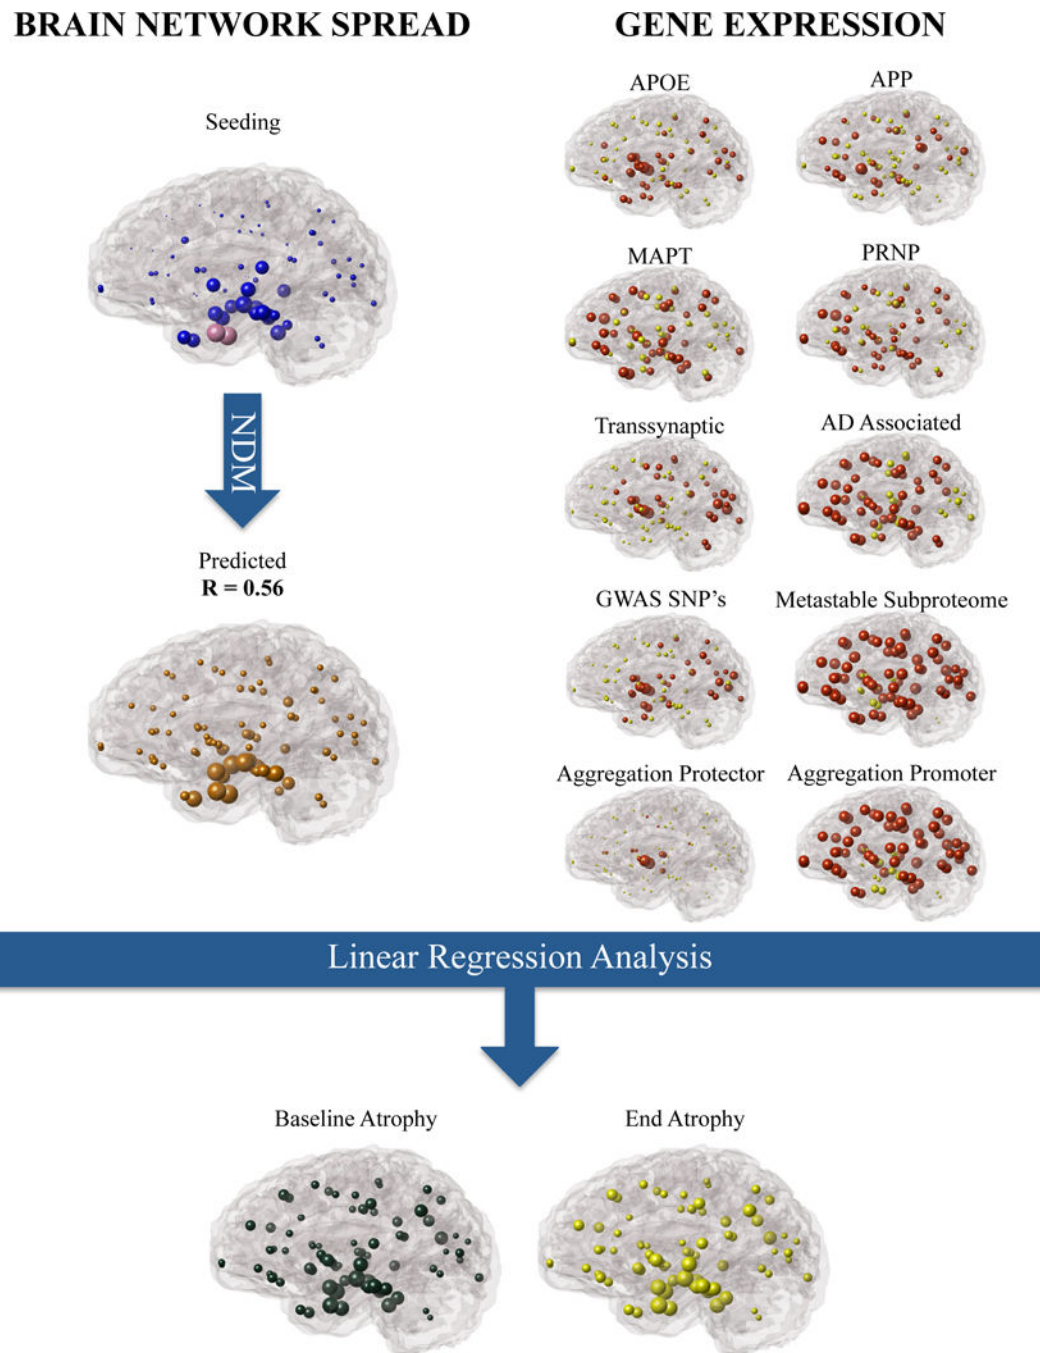 BRAIN NETWORK SPREAD
Seeding
NDM
Predicted
R = 0.56
GENE EXPRESSION
APOE
APP
MAPT
PRNP
Transsynaptic
AD Associated
GWAS SNP's
Metastable Subproteome
Aggregation Protector
Aggregation Promoter
Linear Regression Analysis
Baseline Atrophy
End Atrophy